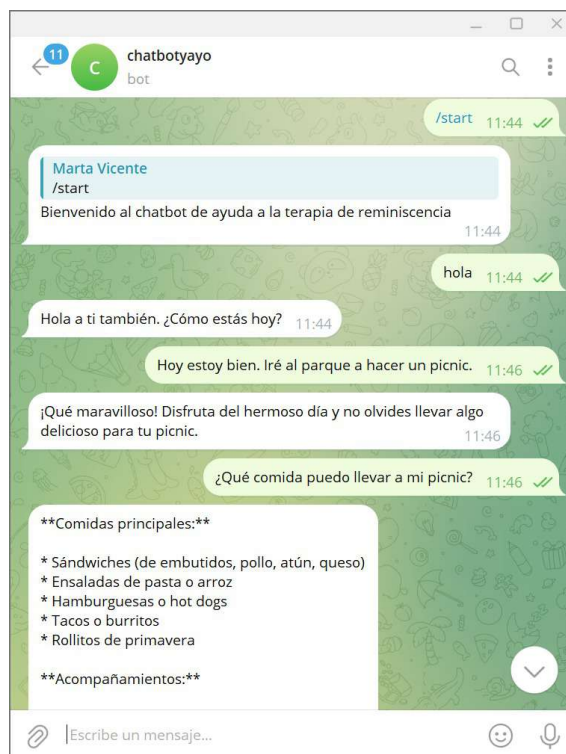 11
C
chatbotyayo
bot
/start 11:44
Marta Vicente
/start
Bienvenido al chatbot de ayuda a la terapia de reminiscencia
11:44
hola 11:44
Hola a ti también. ¿Cómo estás hoy? 11:44
Hoy estoy bien. Iré al parque a hacer un picnic. 11:46
¡Qué maravilloso! Disfruta del hermoso día y no olvides llevar algo
delicioso para tu picnic.
11:46
¿Qué comida puedo llevar a mi picnic? 11:46
**Comidas principales:**
* Sándwiches (de embutidos, pollo, atún, queso)
* Ensaladas de pasta o arroz
* Hamburguesas o hot dogs
* Tacos o burritos
* Rollitos de primavera
**Acompañamientos:**
Escribe un mensaje...